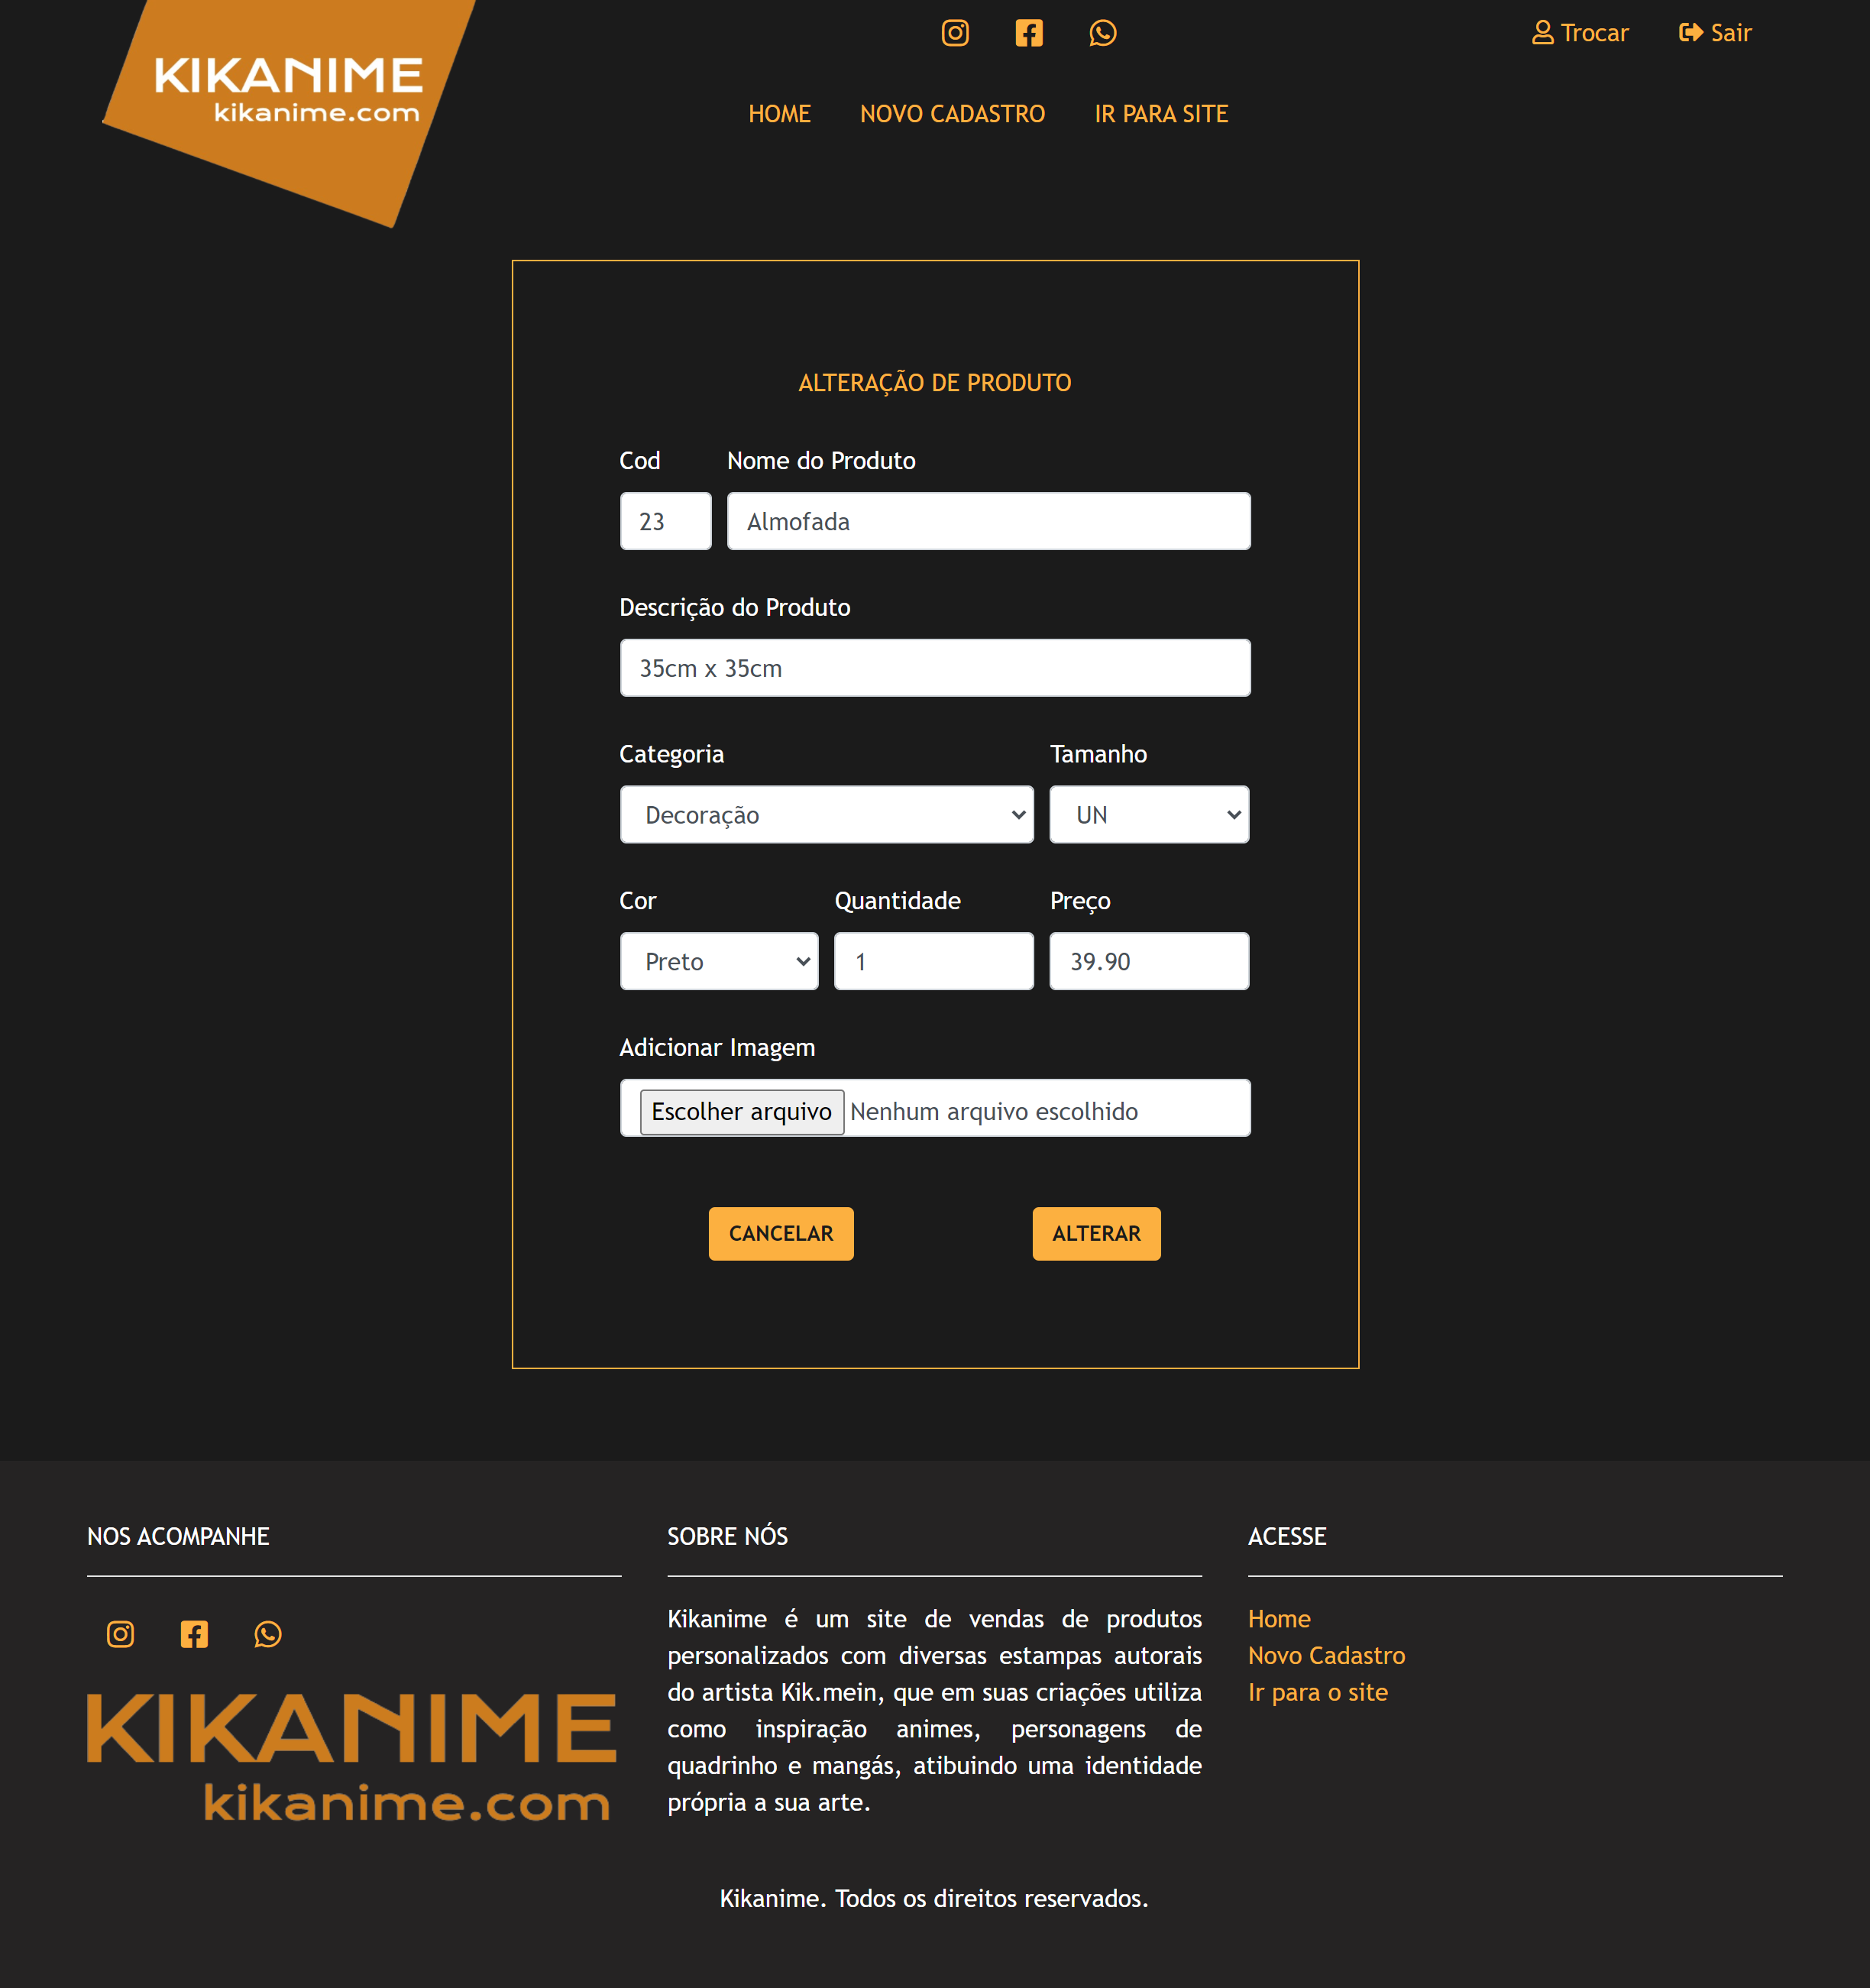 KIKANIME
kikanime.com
Trocar
Sair
HOME
NOVO CADASTRO
IR PARA SITE
ALTERAÇÃO DE PRODUTO
Cod
Nome do Produto
23
Almofada
Descrição do Produto
35cm x 35cm
Categoria
Tamanho
Decoração
UN
Cor
Quantidade
Preço
Preto
1
39.90
Adicionar Imagem
Escolher arquivo Nenhum arquivo escolhido
CANCELAR
ALTERAR
NOS ACOMPANHE
KIKANIME
kikanime.com
SOBRE NÓS
Kikanime é um site de vendas de produtos
personalizados com diversas estampas autorais
do artista Kik.mein, que em suas criações utiliza
como inspiração animes, personagens de
quadrinho e mangás, atibuindo uma identidade
própria a sua arte.
ACESSE
Home
Novo Cadastro
Ir para o site
Kikanime. Todos os direitos reservados.